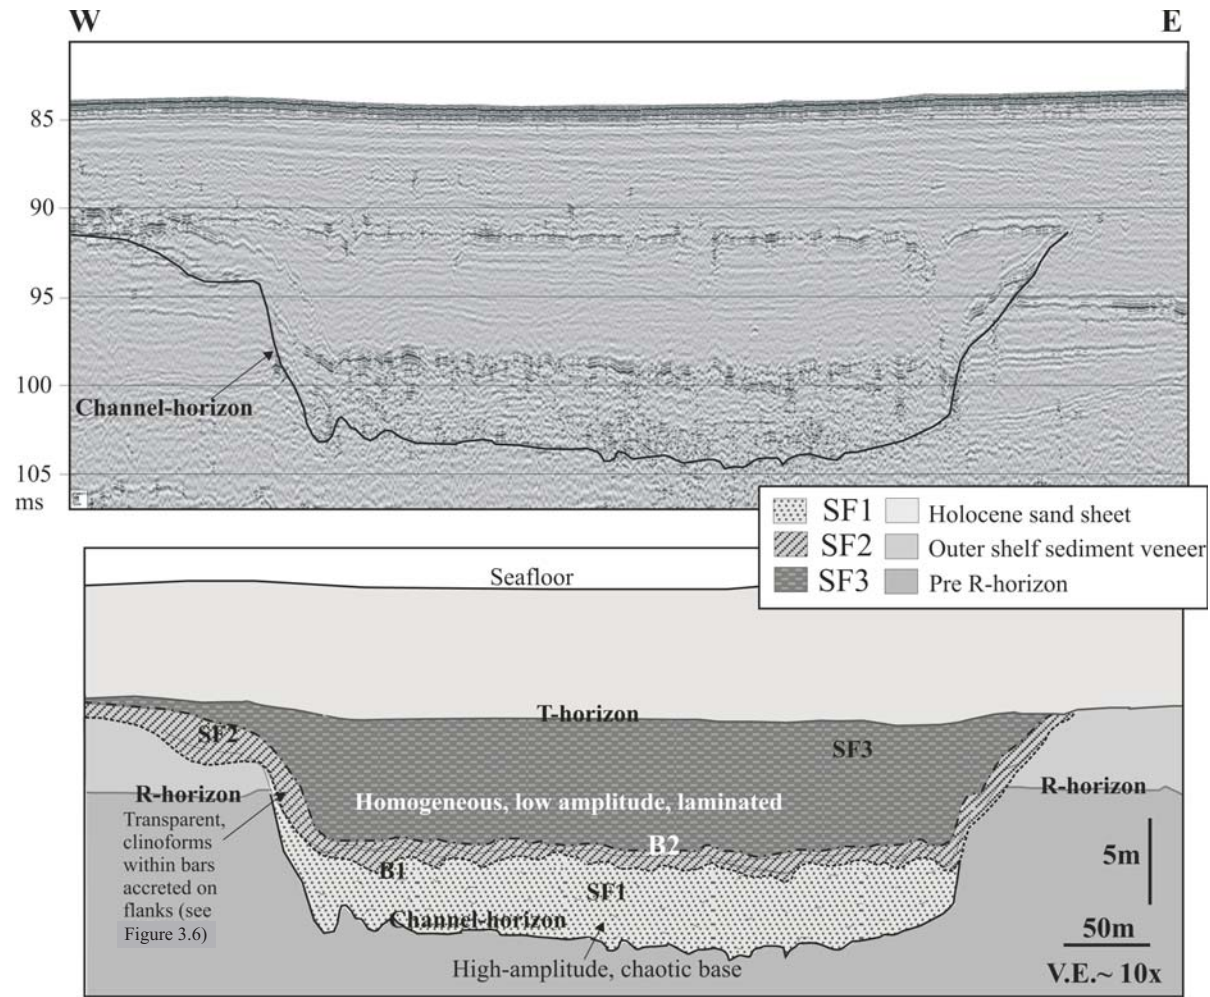 W
E
85
90
95
100
Channel-horizon
105
ms
SF1
Holocene sand sheet
SF2
Outer shelf sediment veneer
SF3
Pre R-horizon
Seafloor
T-horizon
SF2
SF3
R-horizon
R-horizon
Homogeneous, low amplitude, laminated
Transparent,
clinoforms
within bars
accreted on
flanks (see
Figure 3.6)
B2
B1
SF1
5m
Channel-horizon
50m
High-amplitude, chaotic base
V.E.~ 10x